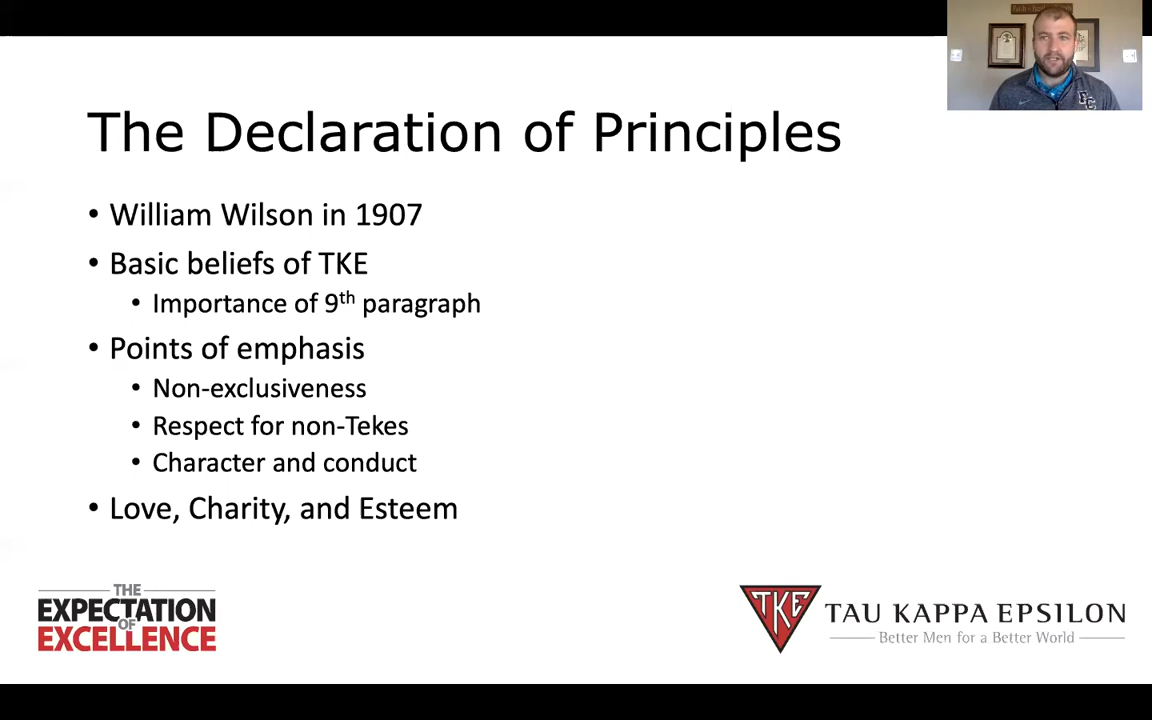 The Declaration of Principles
• William Wilson in 1907
• Basic beliefs of TKE
• Importance of 9th paragraph
• Points of emphasis
• Non-exclusiveness
• Respect for non-Tekes
• Character and conduct
• Love, Charity, and Esteem
THE
EXPECTATION
OF
EXCELLENCE
TKE
TAU KAPPA EPSILON
Better Men for a Better World
EC